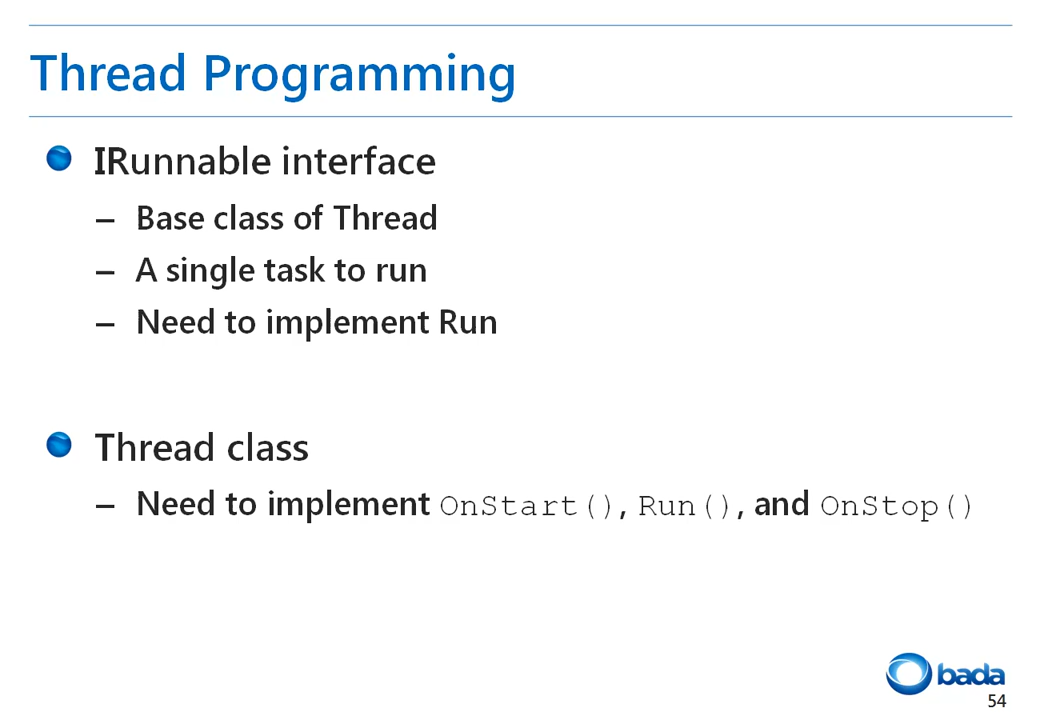 Thread Programming
IRunnable interface
– Base class of Thread
– A single task to run
– Need to implement Run
Thread class
– Need to implement OnStart(), Run(), and OnStop()
bada
54